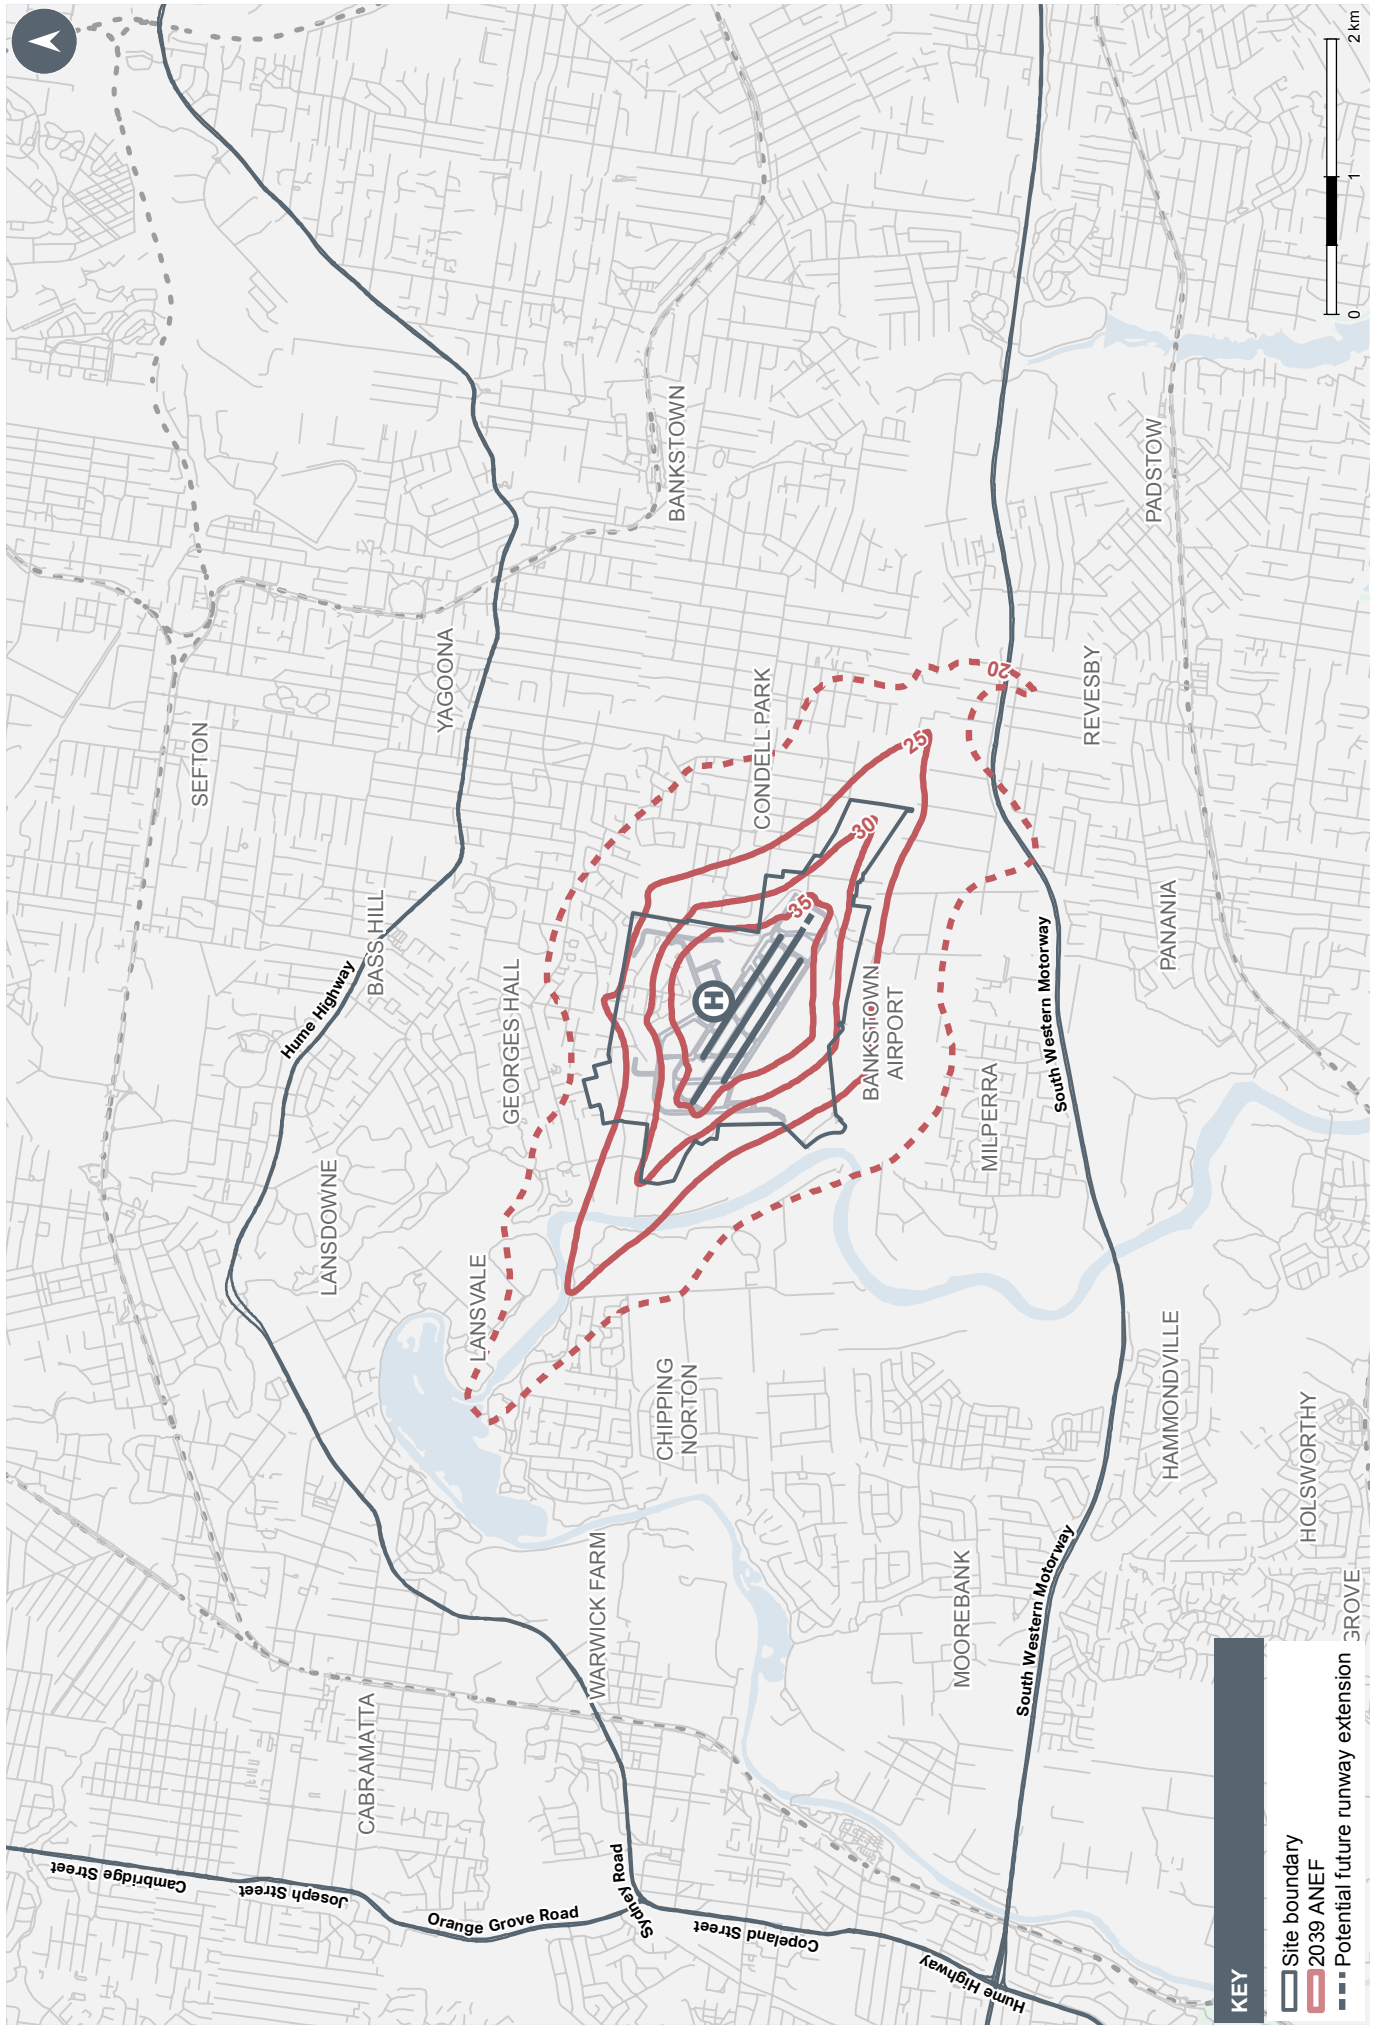 Cambridge Street
Joseph Street
Orange Grove Road
Sydney Road
Copeland Street
Hume Highway
CABRAMATTA
WARWICK FARM
MOOREBANK
South Western Motorway
HOLSWORTHY
GROVE
HAMMONDVILLE
CHIPPING
NORTON
LANSVALE
LANSDOWNE
Hume Highway
BASS HILL
GEORGES HALL
H
BANKSTOWN
AIRPORT
MILPERRA
South Western Motorway
PANANIA
SEFTON
YAGOONA
CONDELL PARK
35
30
25
20
REVESBY
BANKSTOWN
PADSTOW
KEY
Site boundary
2039 ANEF
Potential future runway extension
0
1
2 km